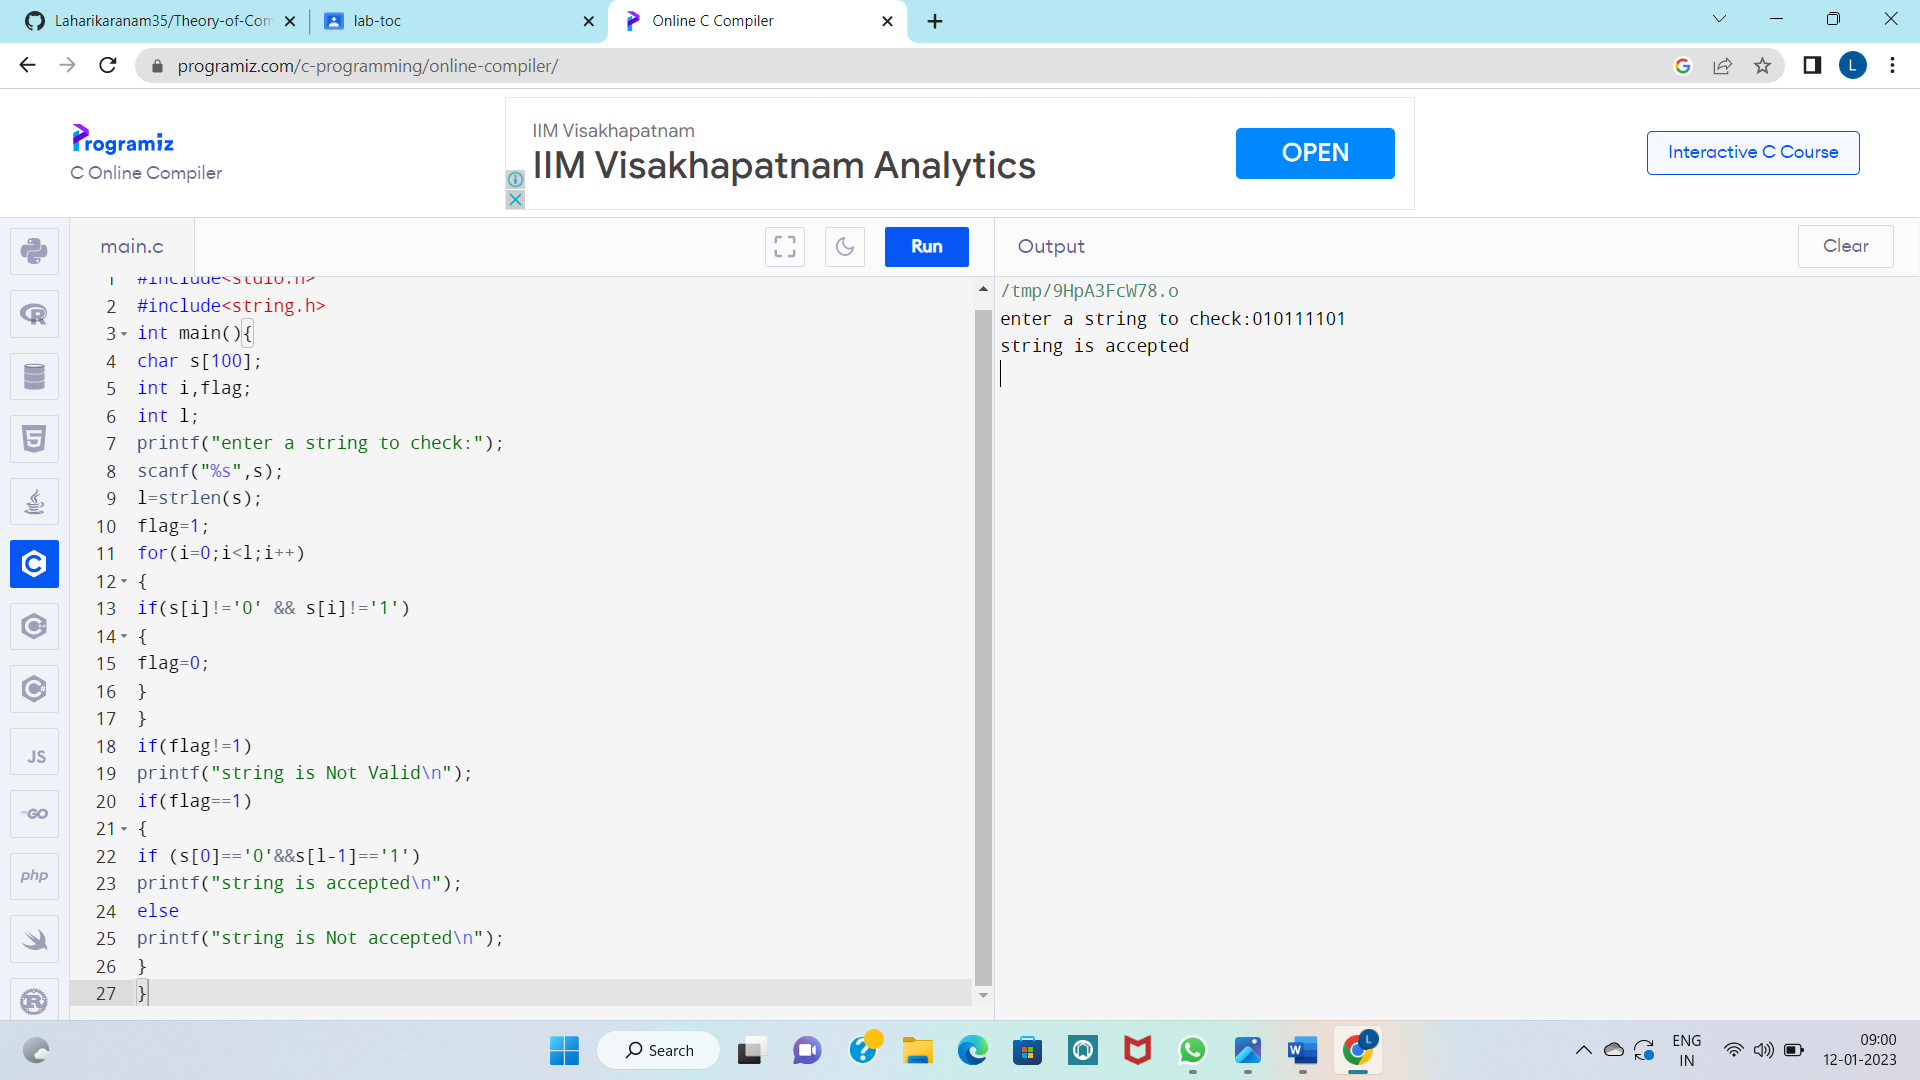 Laharikaranam35/Theory-of-Com
lab-toc
Online C Compiler
programiz.com/c-programming/online-compiler/
L
Programiz
C Online Compiler
IIM Visakhapatnam
IIM Visakhapatnam Analytics
OPEN
Interactive C Course
main.c
Run
Output
Clear
1 #include<stdio.h>
2 #include<string.h>
3 int main(){
4 char s[100];
5 int i,flag;
6 int l;
7 printf("enter a string to check:");
8 scanf("%s",s);
9 l=strlen(s);
10 flag=1;
11 for(i=0;i<l;i++)
12 {
13 if(s[i]!='0' && s[i]!='1')
14 {
15 flag=0;
16 }
17 }
18 if(flag!=1)
19 printf("string is Not Valid\n");
20 if(flag==1)
21 {
22 if (s[0]=='0'&&s[l-1]=='1')
23 printf("string is accepted\n");
24 else
25 printf("string is Not accepted\n");
26 }
27 }
/tmp/9HpA3FcW78.o
enter a string to check:010111101
string is accepted
JS
GO
php
Search
L
ENG
IN
09:00
12-01-2023